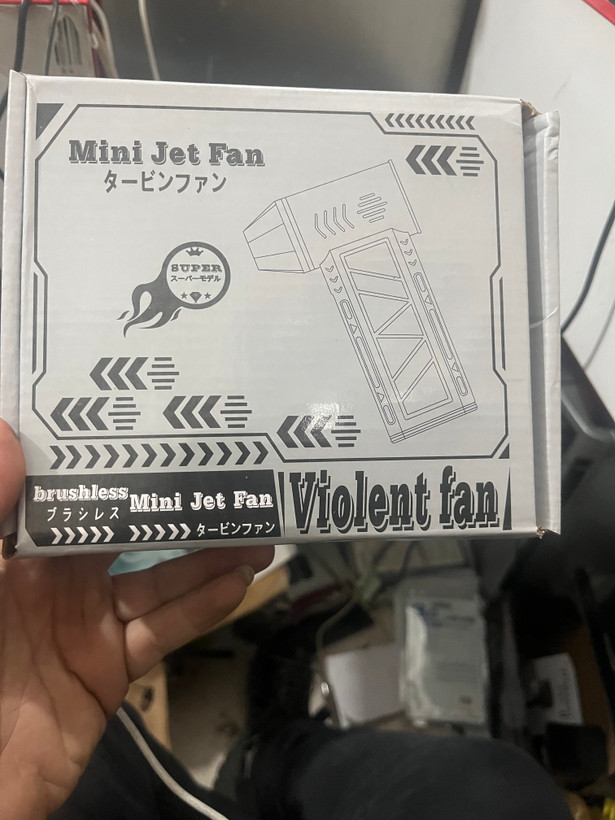 Mini Jet Fan
タービンファン
SUPER
スーパーモデル
brushless
ブラシレス
Mini Jet Fan
タービンファン
Violent fan